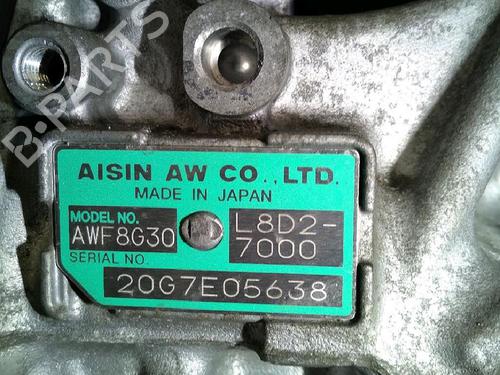 B-PARTS
AISIN AW CO., LTD.
MADE IN JAPAN
MODEL NO.
AWF8G30
L8D2-
7000
SERIAL NO.
20G7E05638